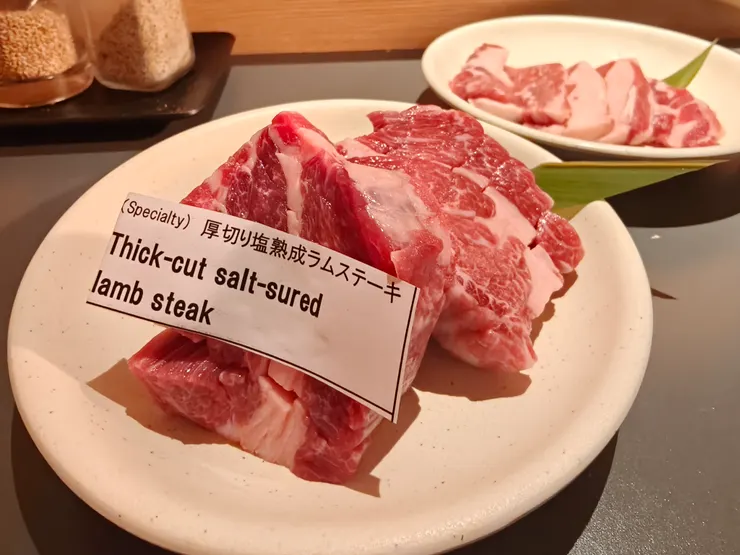 (Specialty) 厚切り塩熟成ラムステーキ
Thick-cut salt-sured
lamb steak